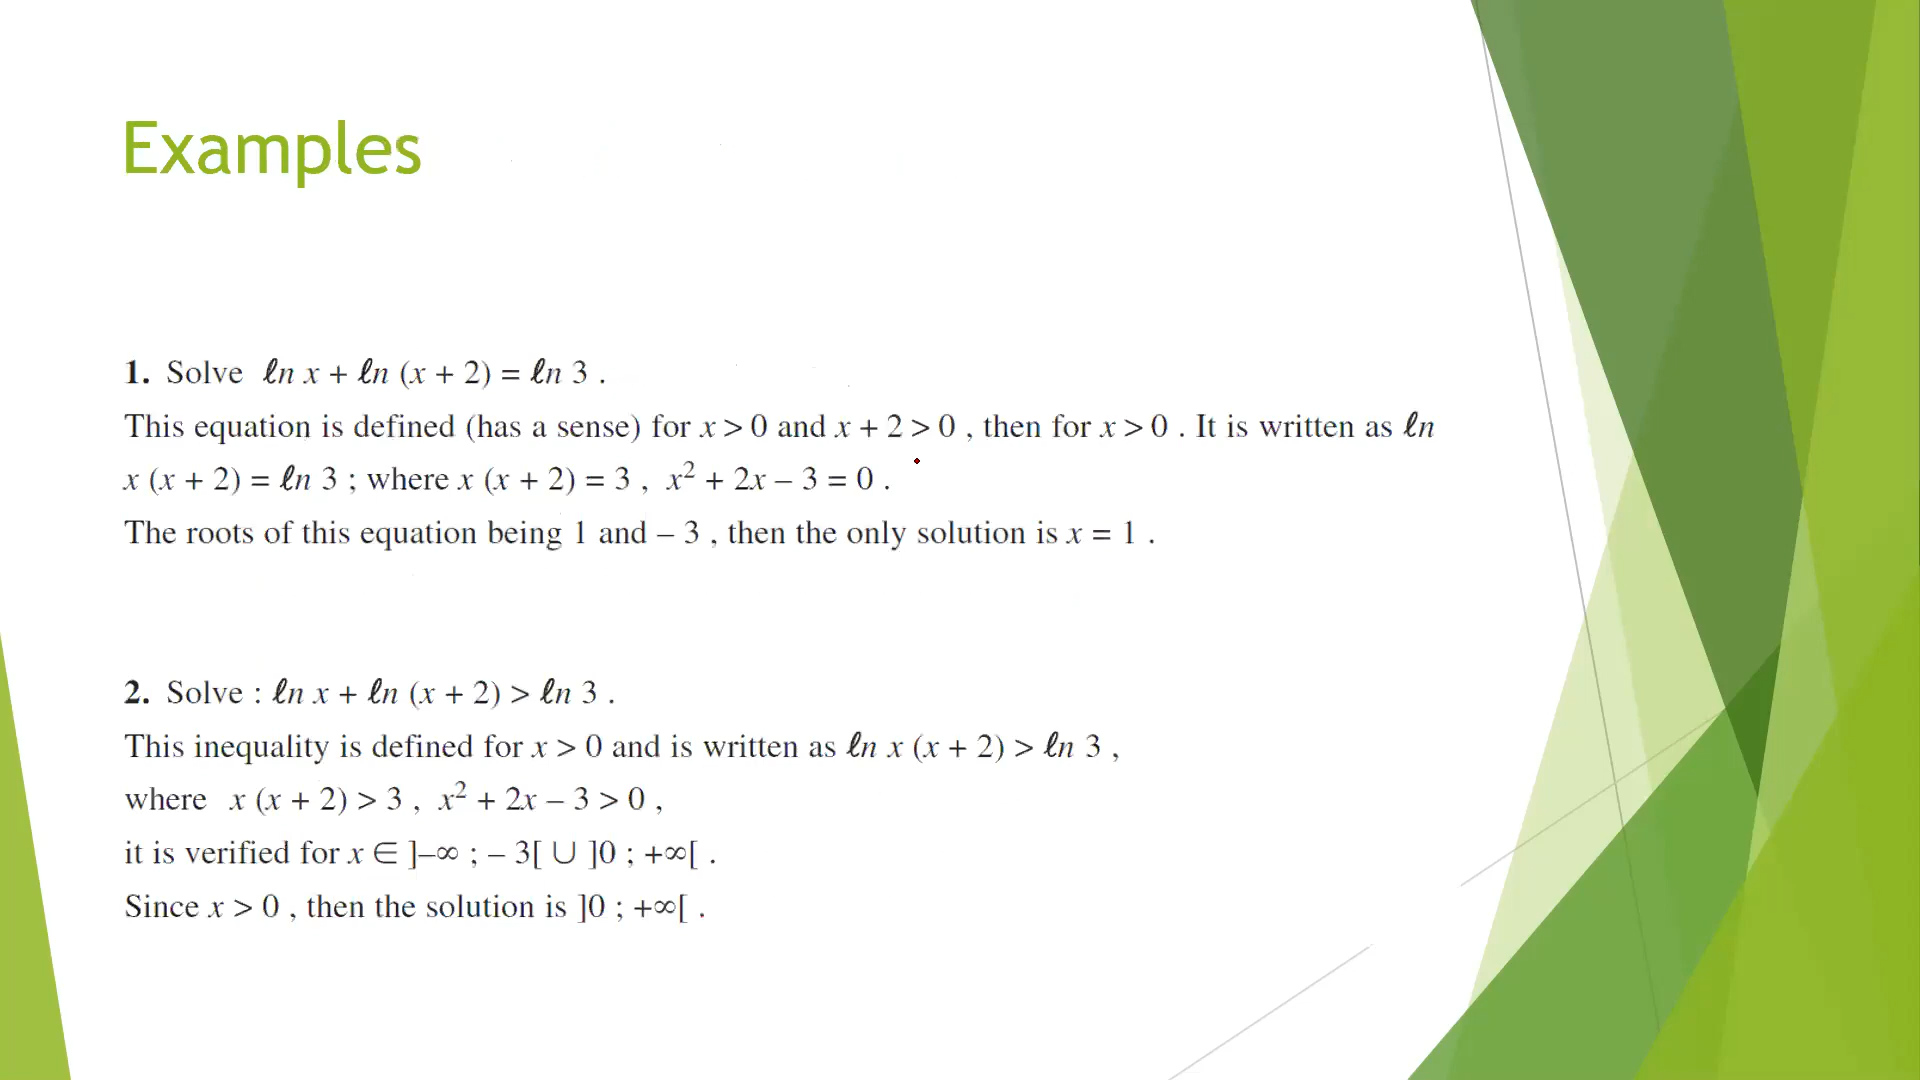 Examples
1. Solve ℓn x + ℓn (x + 2) = ℓn 3 .
This equation is defined (has a sense) for x > 0 and x + 2 > 0 , then for x > 0 . It is written as ℓn
x (x + 2) = ℓn 3 ; where x (x + 2) = 3 , x² + 2x – 3 = 0 .
The roots of this equation being 1 and – 3 , then the only solution is x = 1 .
2. Solve : ℓn x + ℓn (x + 2) > ℓn 3 .
This inequality is defined for x > 0 and is written as ℓn x (x + 2) > ℓn 3 ,
where x (x + 2) > 3 , x² + 2x – 3 > 0 ,
it is verified for x ∈ ]–∞ ; – 3[ ∪ ]0 ; +∞[ .
Since x > 0 , then the solution is ]0 ; +∞[ .